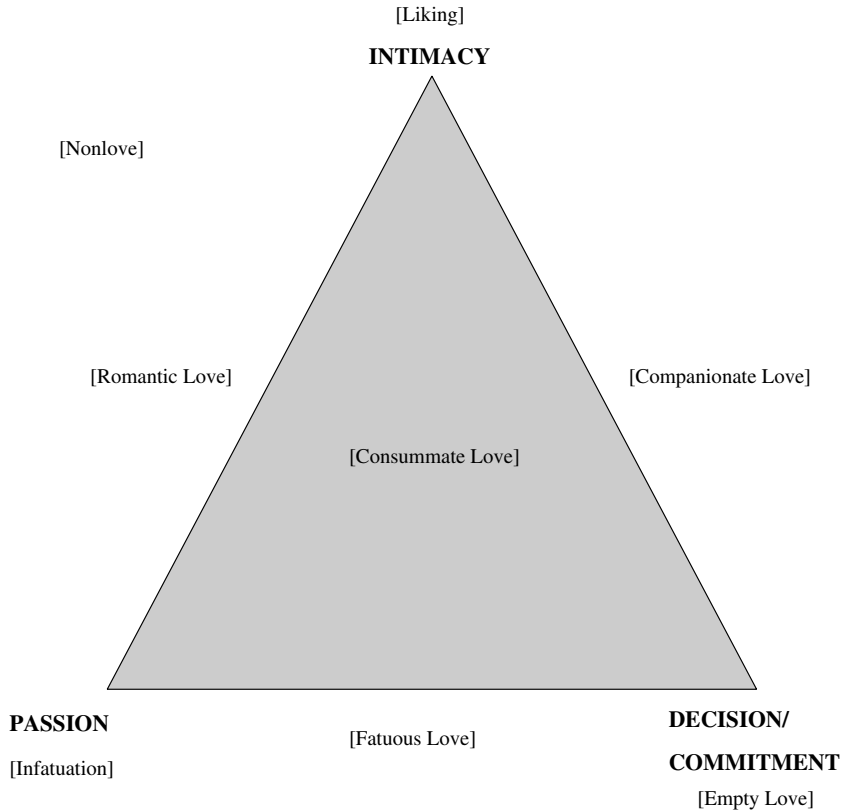 [Liking]
INTIMACY
[Nonlove]
[Romantic Love]
[Companionate Love]
[Consummate Love]
PASSION
[Infatuation]
[Fatuous Love]
DECISION/
COMMITMENT
[Empty Love]